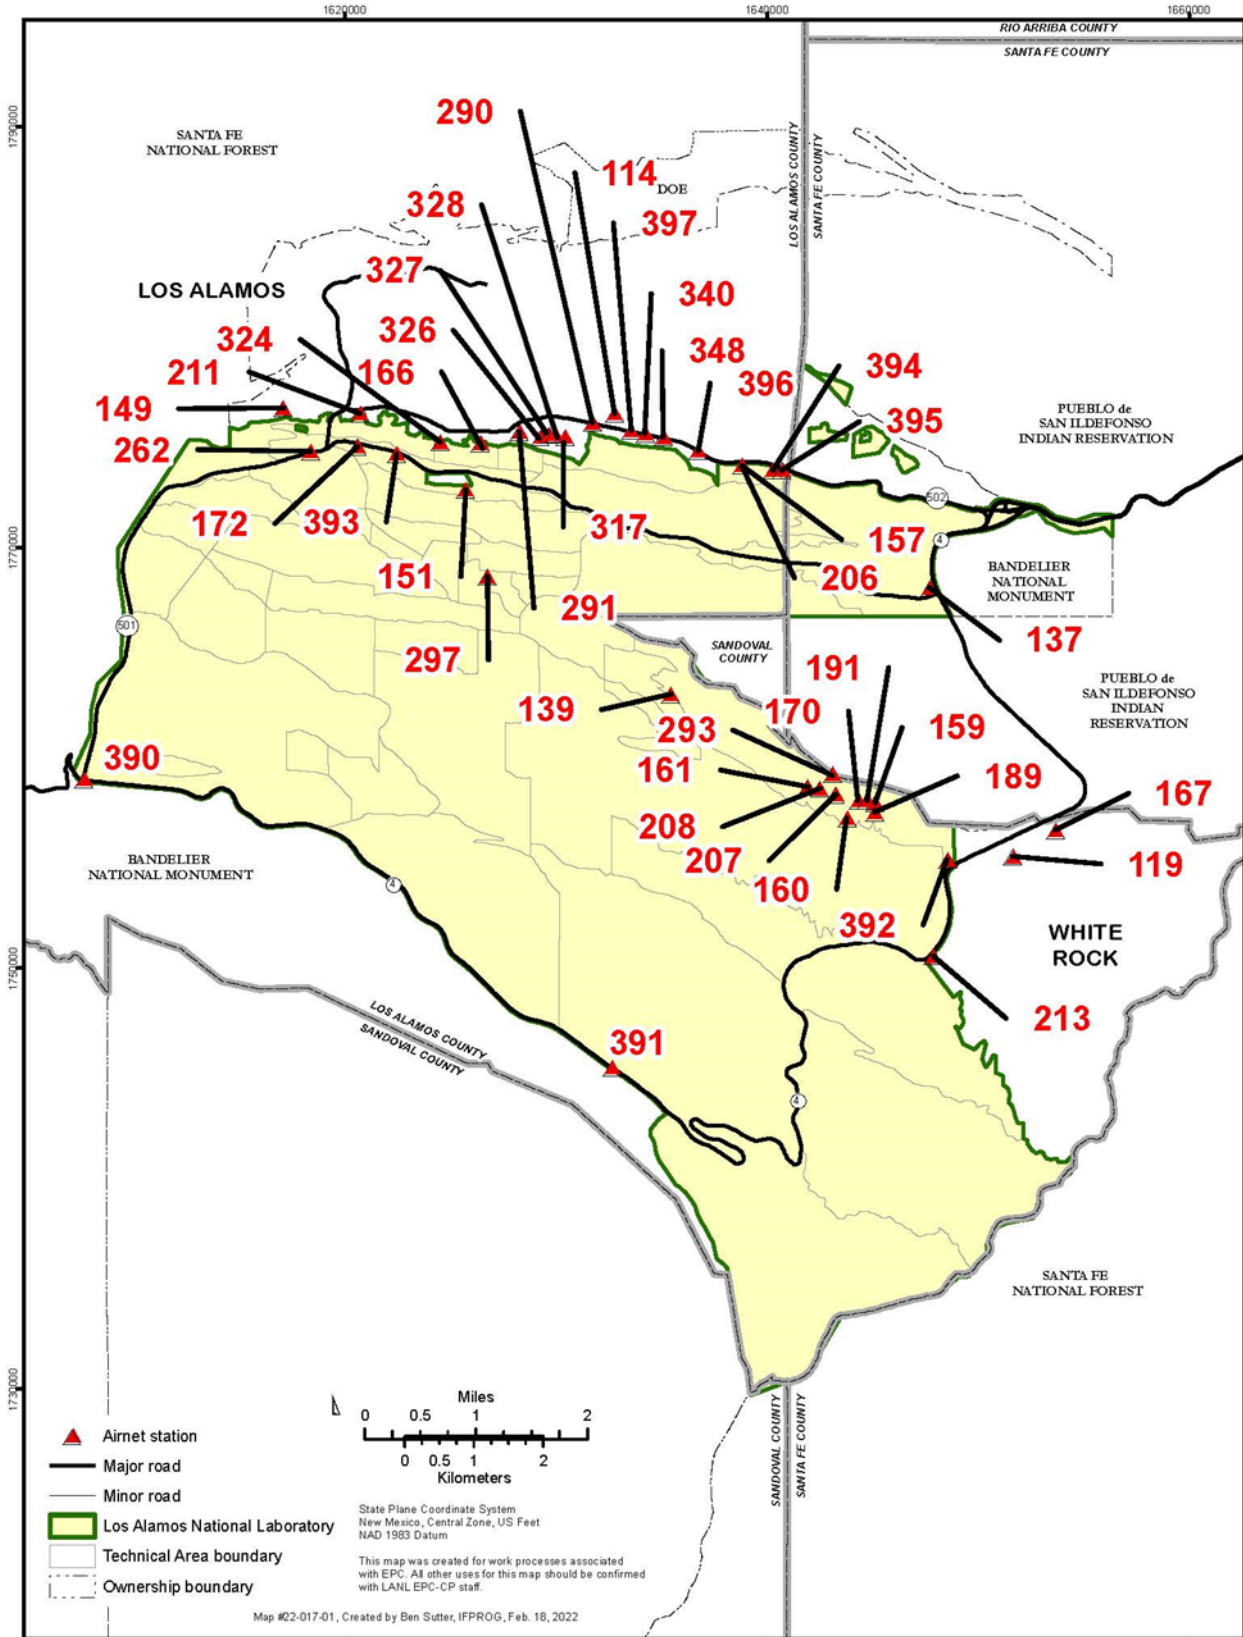 1620000
1640000
1660000
RIO ARRIBA COUNTY
SANTA FE COUNTY
290
1790000
SANTA FE
NATIONAL FOREST
LOS ALAMOS COUNTY
SANTA FE COUNTY
114
DOE
328
397
327
LOS ALAMOS
340
324
326
348
211
166
396
394
149
395
PUEBLO de
SAN ILDEFONSO
INDIAN RESERVATION
262
502
172
393
317
157
4
1770000
151
206
BANDELIER
NATIONAL
MONUMENT
291
501
297
SANDOVAL
COUNTY
137
191
PUEBLO de
SAN ILDEFONSO
INDIAN
RESERVATION
139
170
293
159
390
161
189
167
208
207
119
BANDELIER
NATIONAL MONUMENT
4
160
392
WHITE
ROCK
1750000
213
LOS ALAMOS COUNTY
SANDOVAL COUNTY
391
4
SANTA FE
NATIONAL FOREST
1730000
Miles
0 0.5 1 2
0 0.5 1 2
Kilometers
SANDOVAL COUNTY
SANTA FE COUNTY
Airnet station
Major road
Minor road
Los Alamos National Laboratory
Technical Area boundary
Ownership boundary
State Plane Coordinate System
New Mexico, Central Zone, US Feet
NAD 1983 Datum
This map was created for work processes associated
with EPC. All other uses for this map should be confirmed
with LANL EPC-CP staff.
Map #22-017-01, Created by Ben Sutter, IFPROG, Feb. 18, 2022